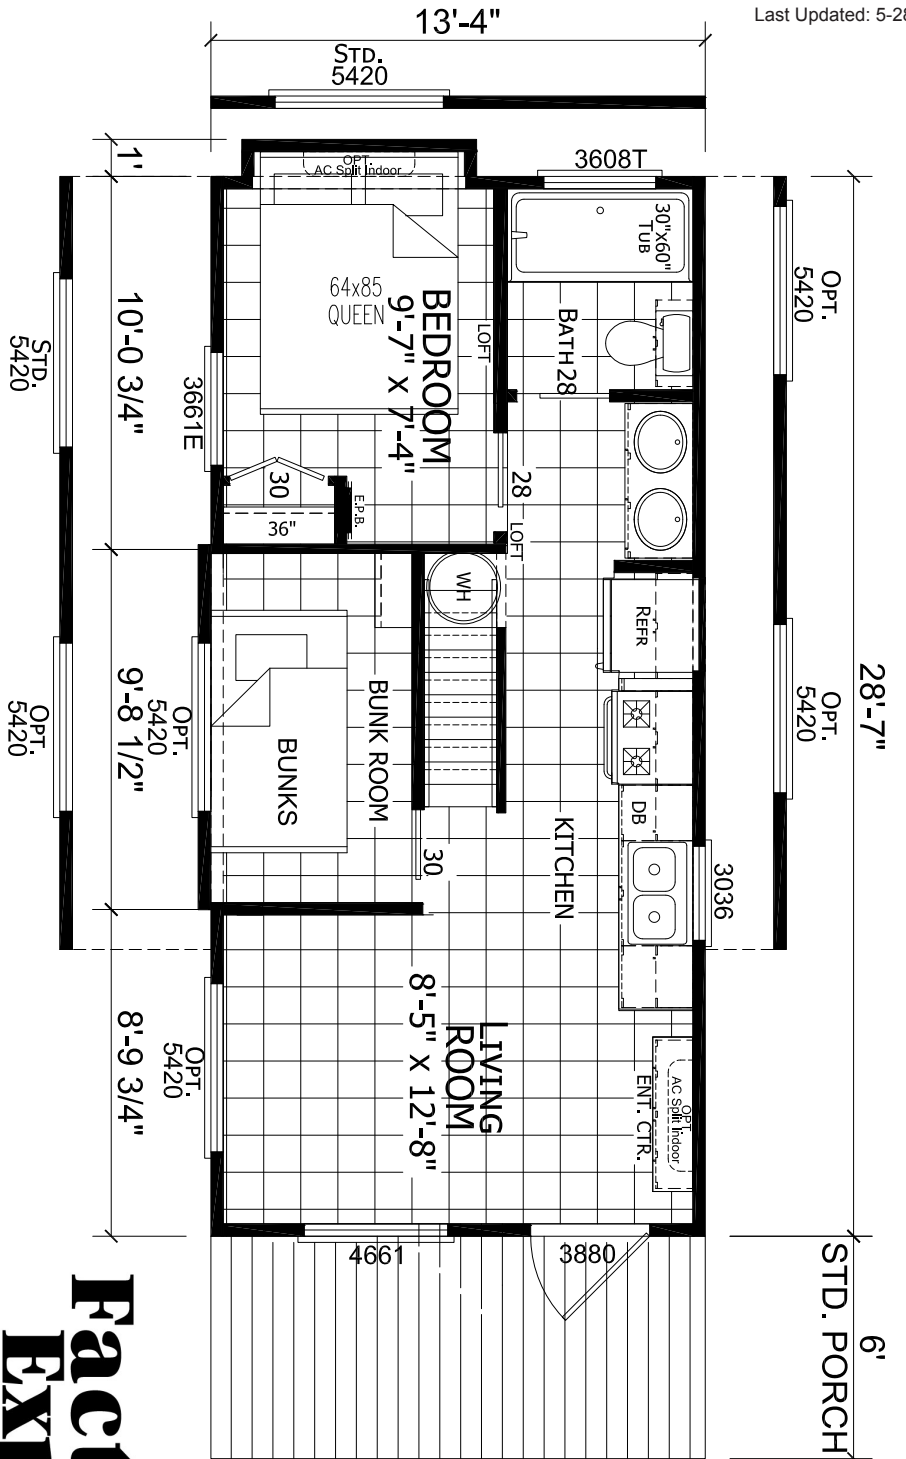 Last Updated: 5-28
13'-4"
STD.
5420
1'
10'-0 3/4"
9'-8 1/2"
8'-9 3/4"
28'-7"
6'
STD. PORCH
OPT.
AC Split Indoor
3608T
30"x60"
TUB
OPT.
5420
64x85
QUEEN
BEDROOM
9'-7" X 7'-4"
LOFT
BATH 28
STD.
5420
3661E
30
36"
E.P.B.
28
LOFT
WH
REFR
OPT.
5420
OPT.
5420
OPT.
5420
BUNK ROOM
BUNKS
30
KITCHEN
DB
3036
LIVING
ROOM
8'-5" X 12'-8"
ENT. CTR.
OPT.
AC Split Indoor
OPT.
5420
4661
3880
Fact
Ex